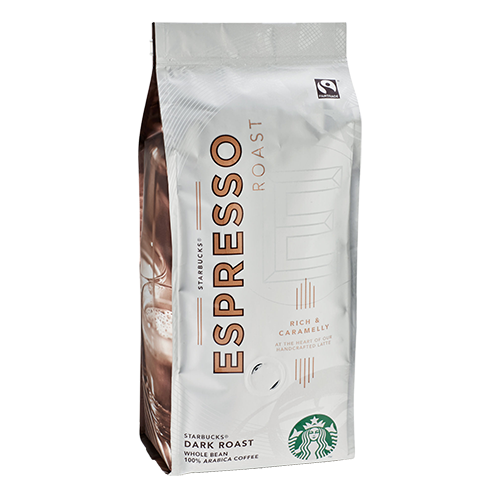 FAIRTRADE
STARBUCKS®
ESPRESSO
ROAST
RICH &
CARAMELLY
AT THE HEART OF OUR
HANDCRAFTED LATTE
STARBUCKS®
DARK ROAST
WHOLE BEAN
100% ARABICA COFFEE